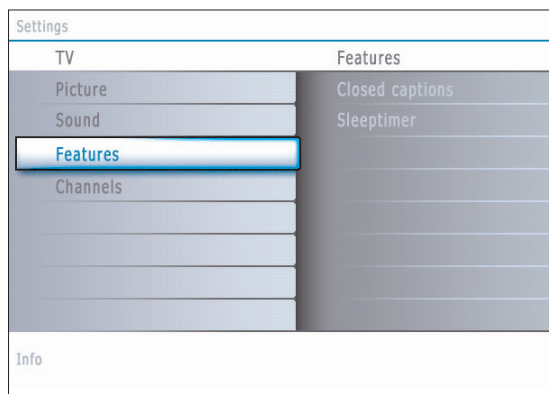 Settings
TV
Features
Picture
Closed captions
Sound
Sleeptimer
Features
Channels
Info